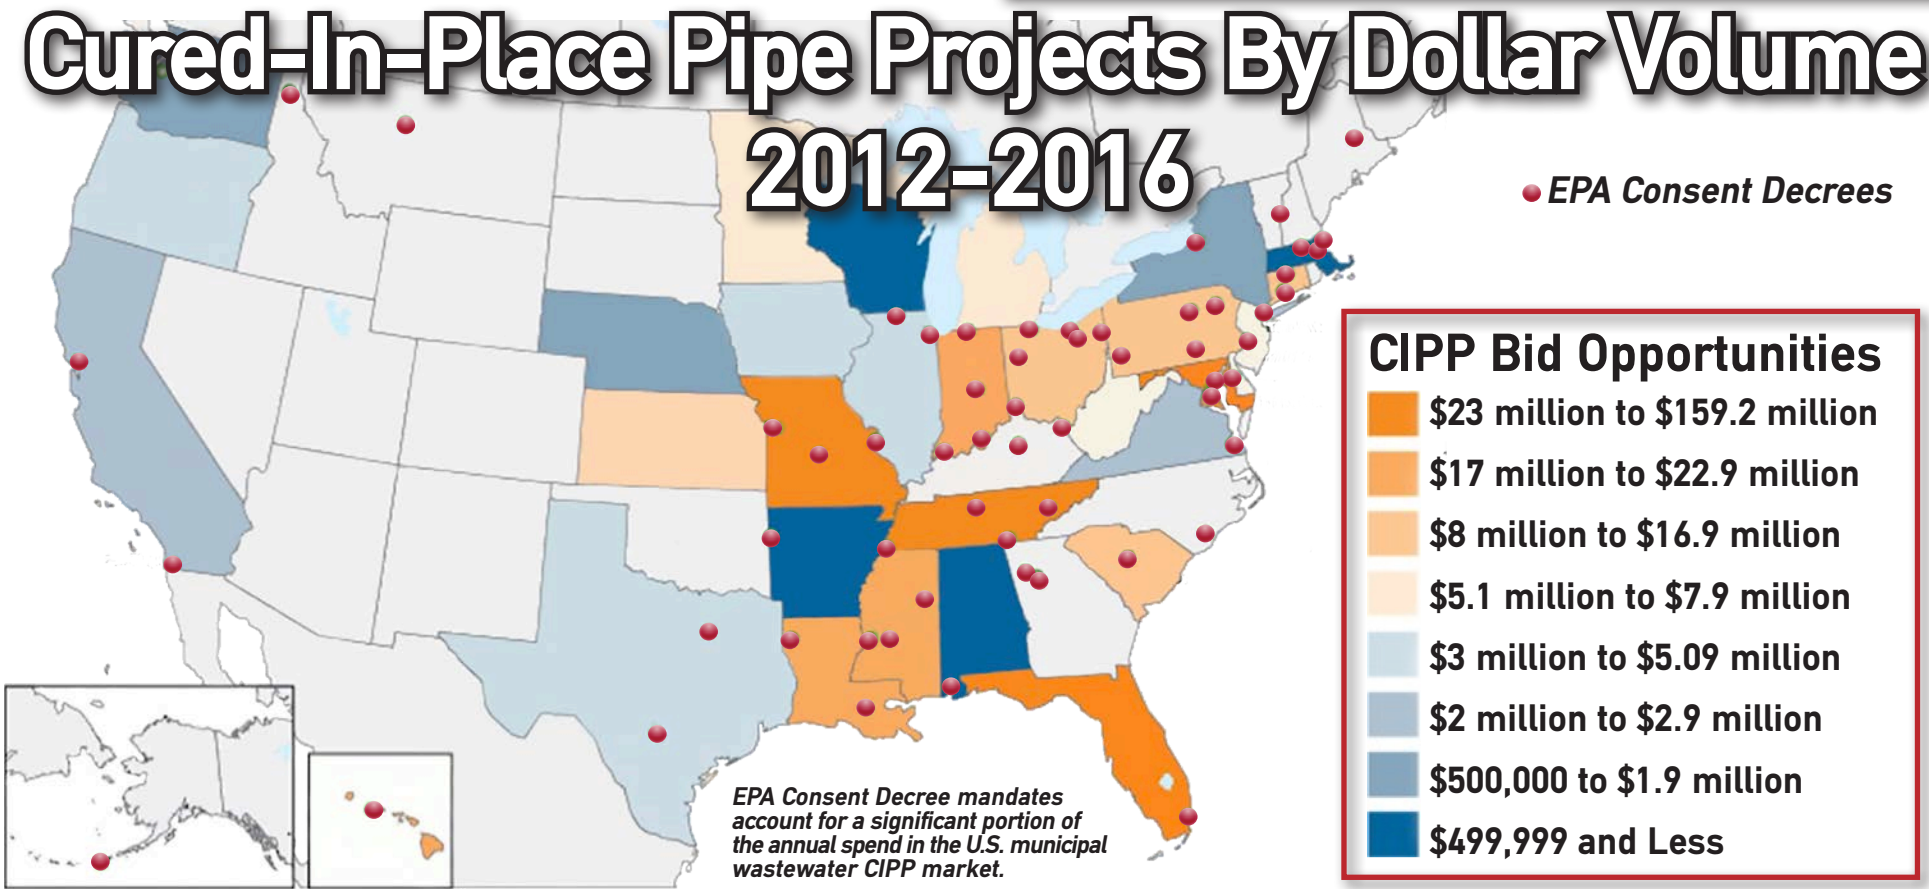 Cured-In-Place Pipe Projects By Dollar Volume
2012-2016
EPA Consent Decrees
CIPP Bid Opportunities
$23 million to $159.2 million
$17 million to $22.9 million
$8 million to $16.9 million
$5.1 million to $7.9 million
$3 million to $5.09 million
$2 million to $2.9 million
$500,000 to $1.9 million
$499,999 and Less
EPA Consent Decree mandates
account for a significant portion of
the annual spend in the U.S. municipal
wastewater CIPP market.